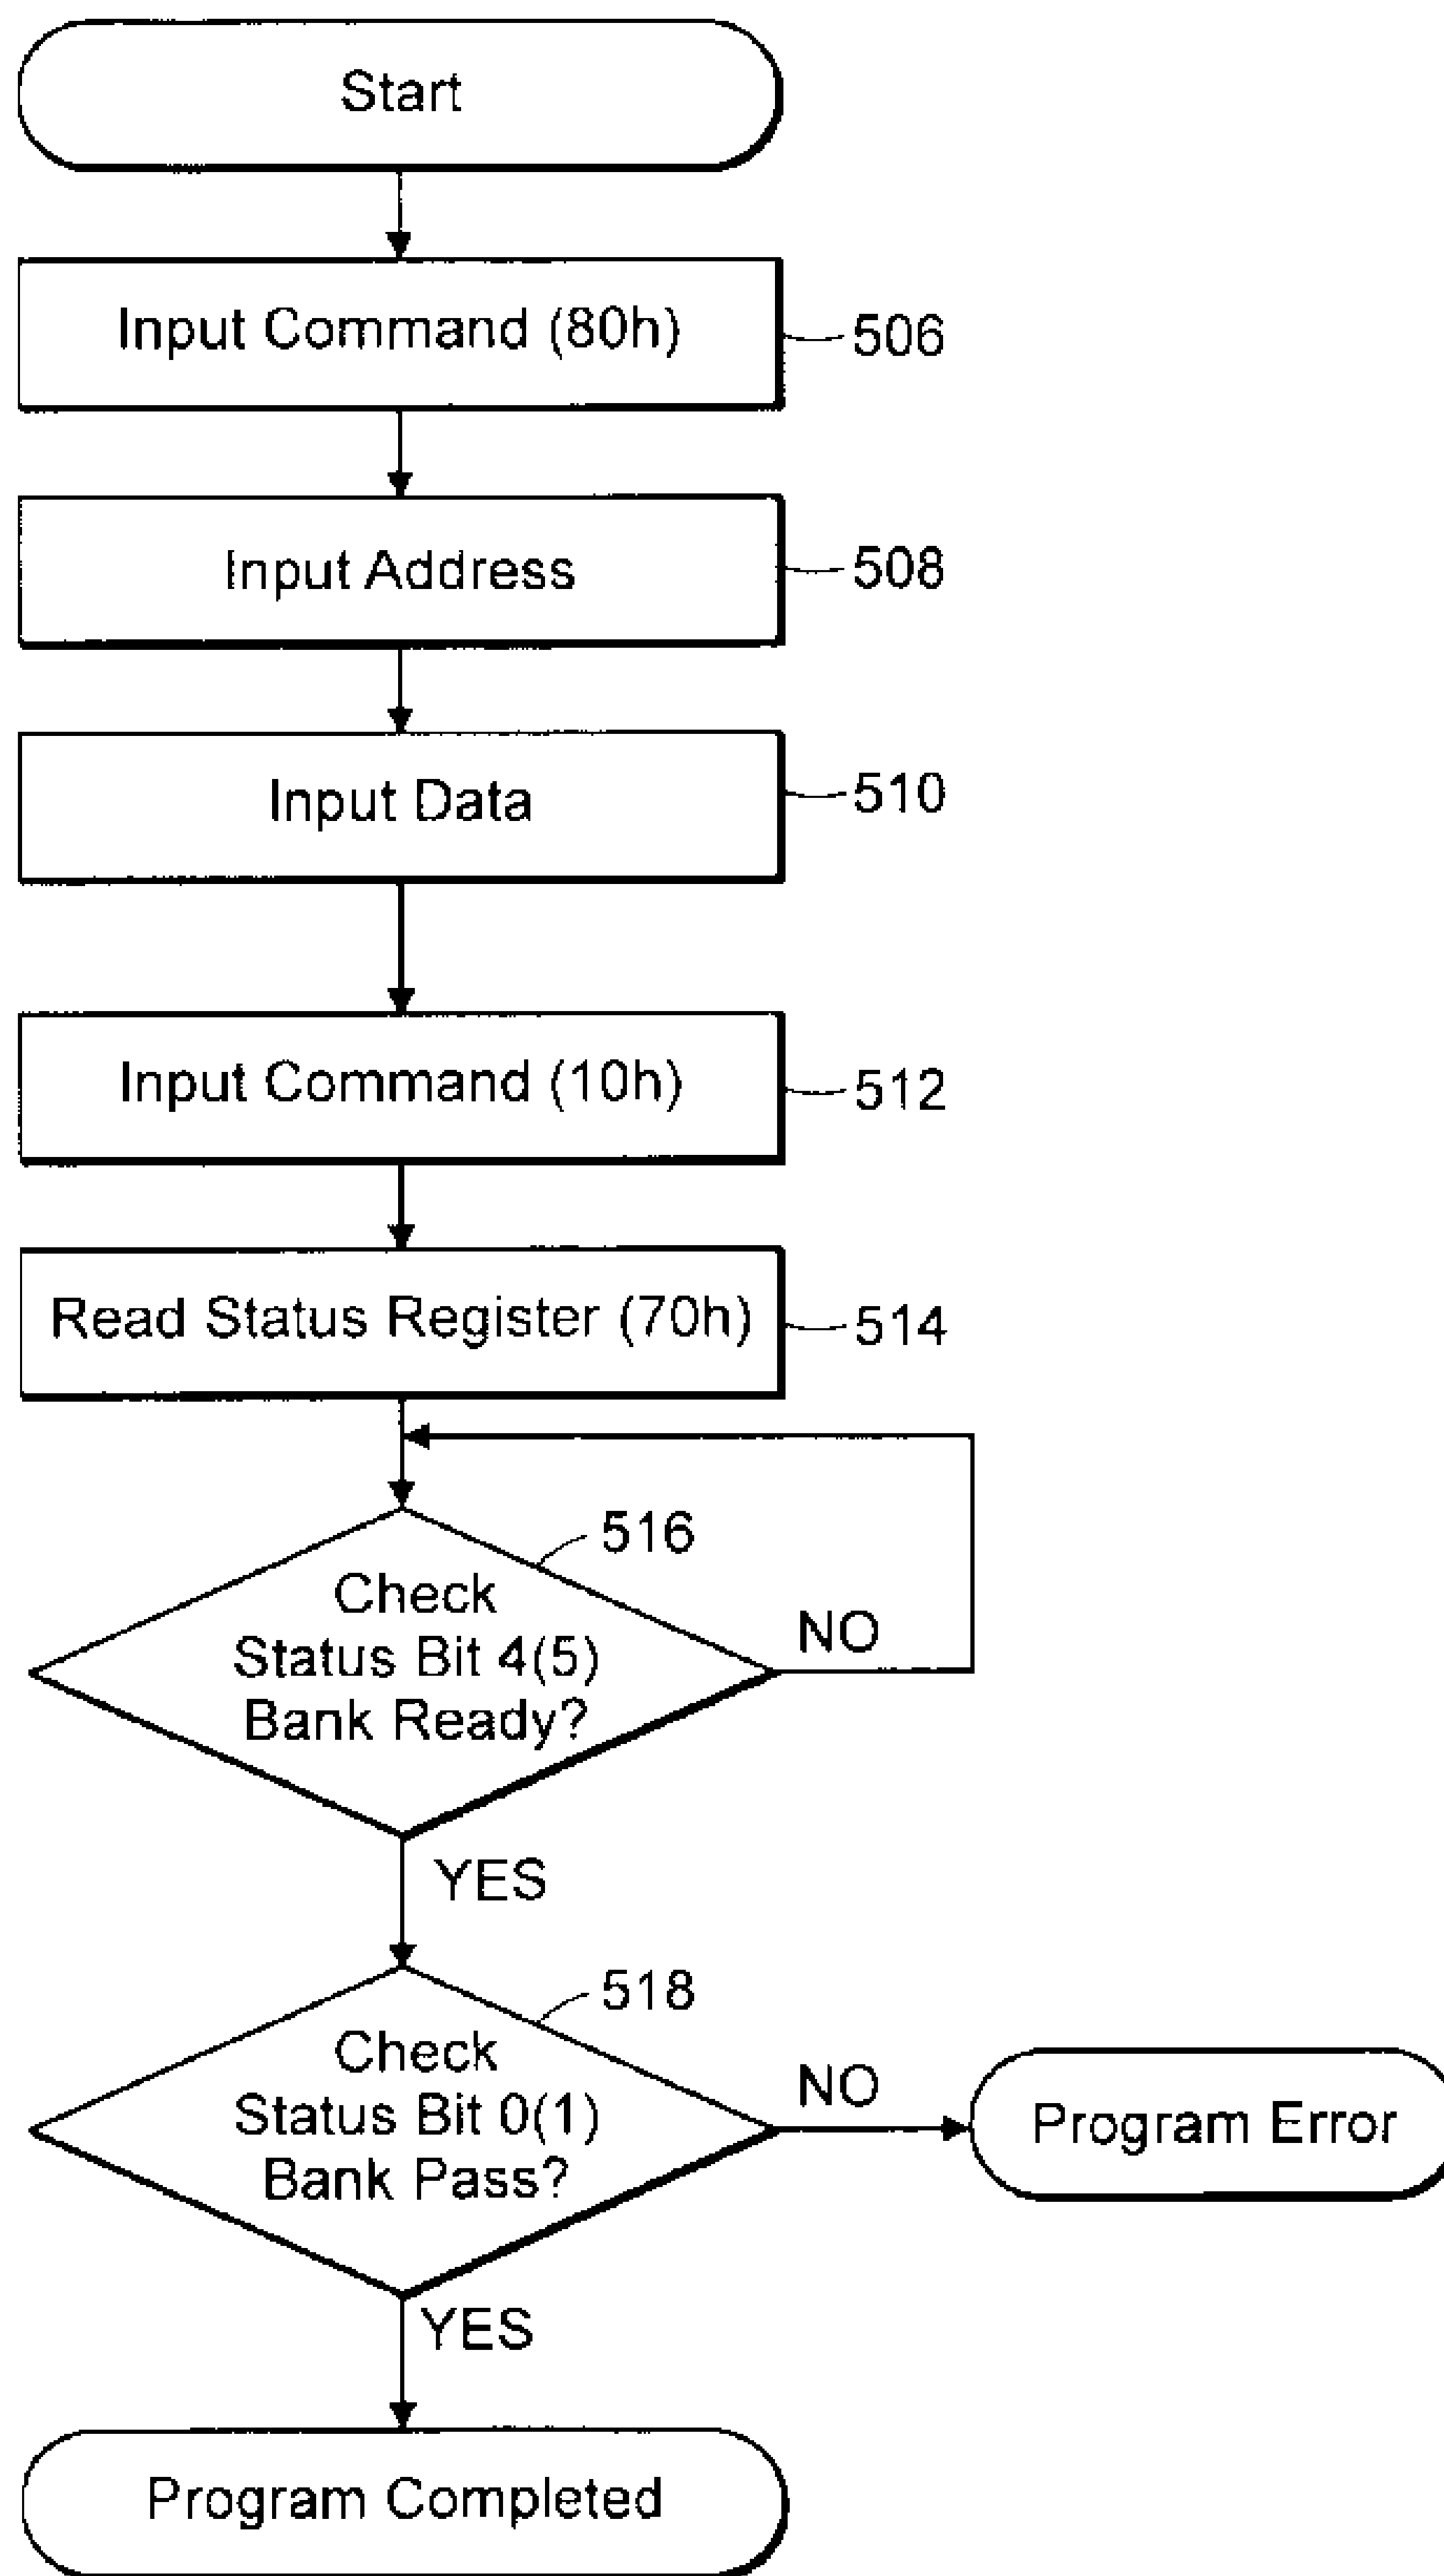 Start
Input Command (80h)
506
Input Address
508
Input Data
510
Input Command (10h)
512
Read Status Register (70h)
514
516
Check
Status Bit 4(5)
Bank Ready?
NO
YES
518
Check
Status Bit 0(1)
Bank Pass?
NO
Program Error
YES
Program Completed